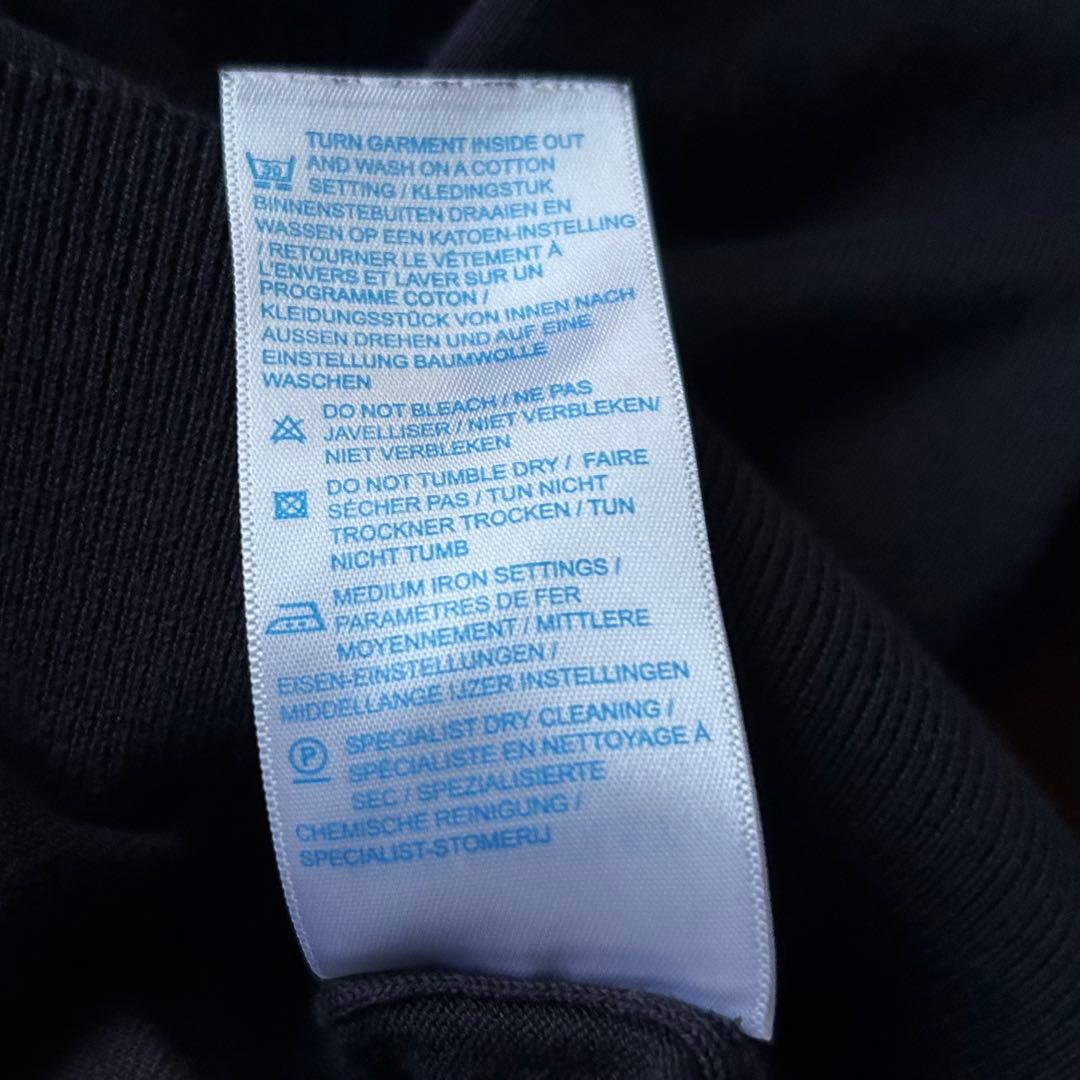 TURN GARMENT INSIDE OUT
30 AND WASH ON A COTTON
SETTING / KLEDINGSTUK
BINNENSTEBUITEN DRAAIEN EN
WASSEN OP EEN KATOEN-INSTELLING
/ RETOURNER LE VÊTEMENT À
L'ENVERS ET LAVER SUR UN
PROGRAMME COTON /
KLEIDUNGSSTÜCK VON INNEN NACH
AUSSEN DREHEN UND AUF EINE
EINSTELLUNG BAUMWOLLE
WASCHEN
DO NOT BLEACH / NE PAS
JAVELLISER / NIET VERBLEKEN/
NIET VERBLEKEN
DO NOT TUMBLE DRY / FAIRE
SÉCHER PAS / TUN NICHT
TROCKNER TROCKEN / TUN
NICHT TUMB
MEDIUM IRON SETTINGS /
PARAMÈTRES DE FER
MOYENNEMENT / MITTLERE
EISEN-EINSTELLUNGEN /
MIDDELLANGE IJZER INSTELLINGEN
P SPECIALIST DRY CLEANING /
SPÉCIALISTE EN NETTOYAGE À
SEC / SPEZIALISIERTE
CHEMISCHE REINIGUNG /
SPECIALIST-STOMERIJ